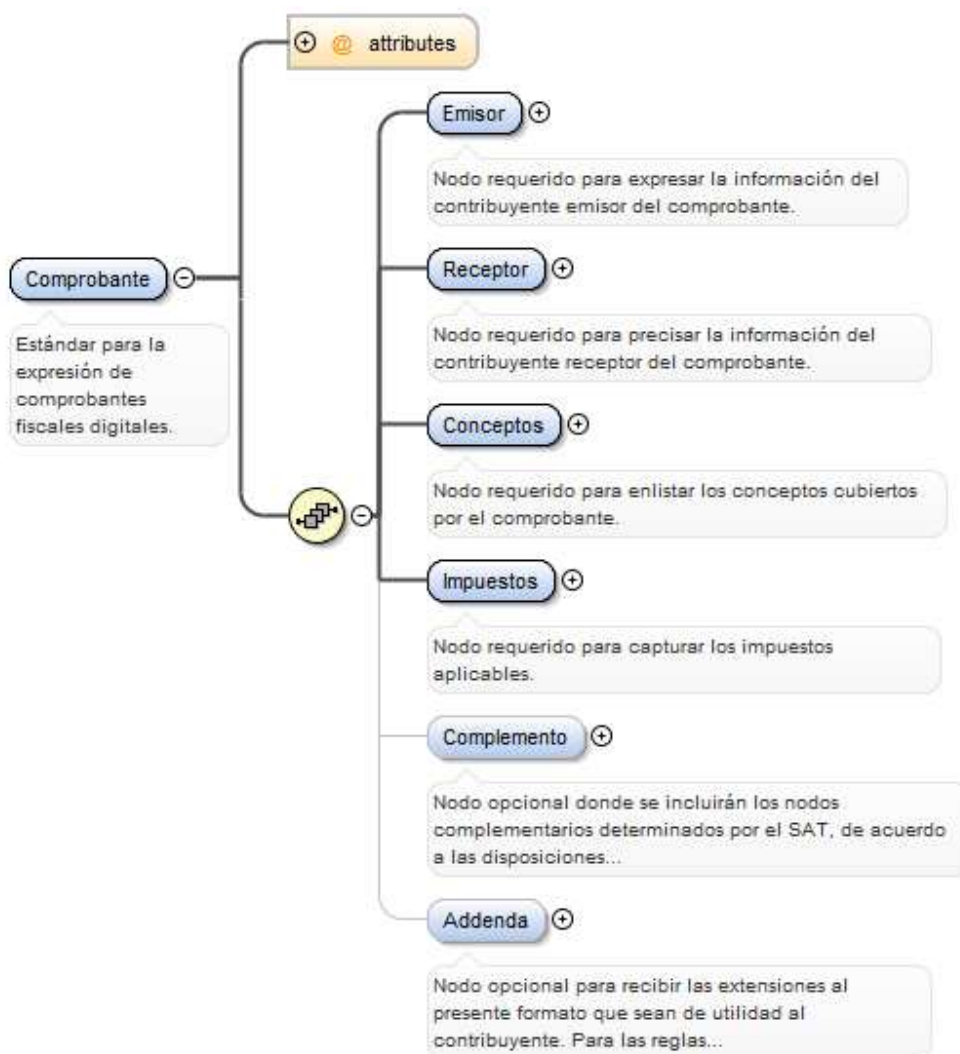 @ attributes
Emisor
Nodo requerido para expresar la información del
contribuyente emisor del comprobante.
Receptor
Nodo requerido para precisar la información del
contribuyente receptor del comprobante.
Comprobante
Estándar para la
expresión de
comprobantes
fiscales digitales.
Conceptos
Nodo requerido para enlistar los conceptos cubiertos
por el comprobante.
Impuestos
Nodo requerido para capturar los impuestos
aplicables.
Complemento
Nodo opcional donde se incluirán los nodos
complementarios determinados por el SAT, de acuerdo
a las disposiciones...
Addenda
Nodo opcional para recibir las extensiones al
presente formato que sean de utilidad al
contribuyente. Para las reglas...